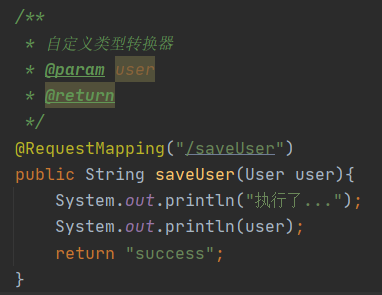 /**
 * 自定义类型转换器
 * @param user
 * @return
 */
@RequestMapping("/saveUser")
public String saveUser(User user){
    System.out.println("执行了...");
    System.out.println(user);
    return "success";
}